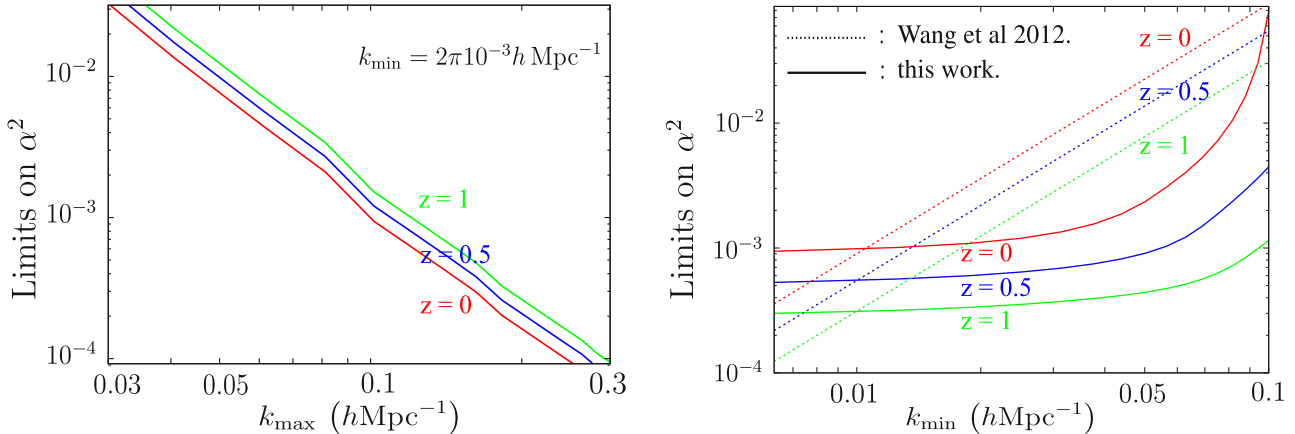 Limits on α²
10⁻²
10⁻³
10⁻⁴
k_min = 2π10⁻³h Mpc⁻¹
z = 1
z = 0.5
z = 0
0.03 0.05 0.1 0.3
k_max (hMpc⁻¹)
Limits on α²
10⁻²
10⁻³
10⁻⁴
: Wang et al 2012.
: this work.
z = 0
z = 0.5
z = 1
z = 0
z = 0.5
z = 1
0.01 0.05 0.1
k_min (hMpc⁻¹)